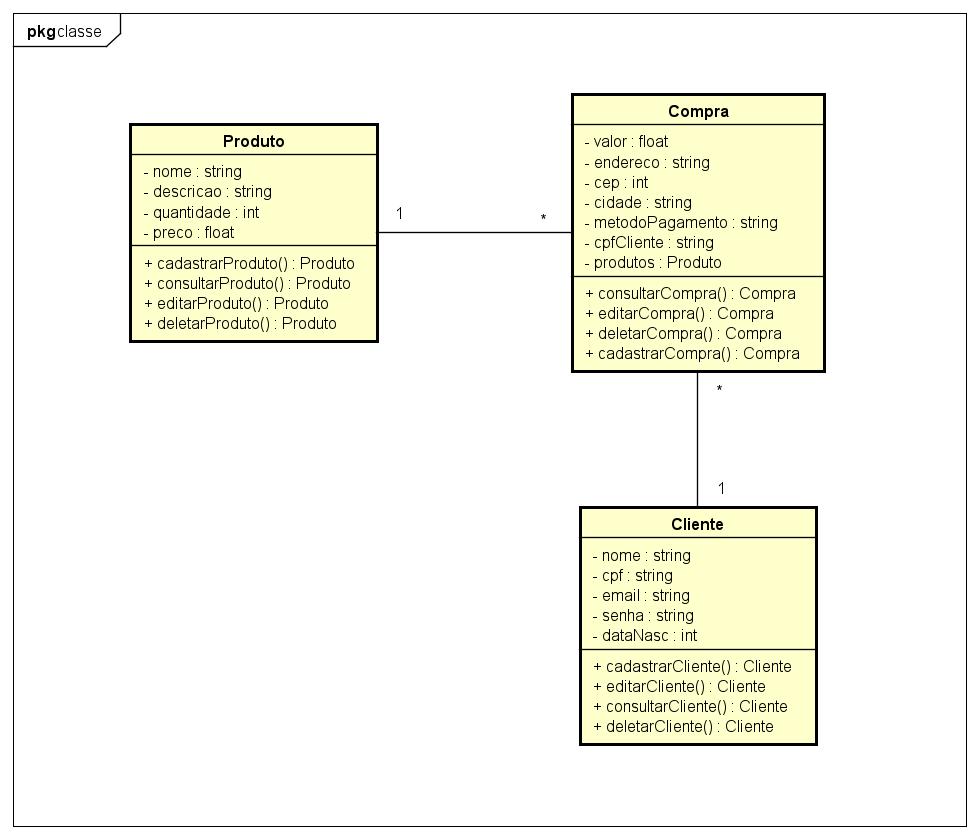 pkg classe
Produto
- nome : string
- descricao : string
- quantidade : int
- preco : float
+ cadastrarProduto() : Produto
+ consultarProduto() : Produto
+ editarProduto() : Produto
+ deletarProduto() : Produto
1
*
Compra
- valor : float
- endereco : string
- cep : int
- cidade : string
- metodoPagamento : string
- cpfCliente : string
- produtos : Produto
+ consultarCompra() : Compra
+ editarCompra() : Compra
+ deletarCompra() : Compra
+ cadastrarCompra() : Compra
*
1
Cliente
- nome : string
- cpf : string
- email : string
- senha : string
- dataNasc : int
+ cadastrarCliente() : Cliente
+ editarCliente() : Cliente
+ consultarCliente() : Cliente
+ deletarCliente() : Cliente